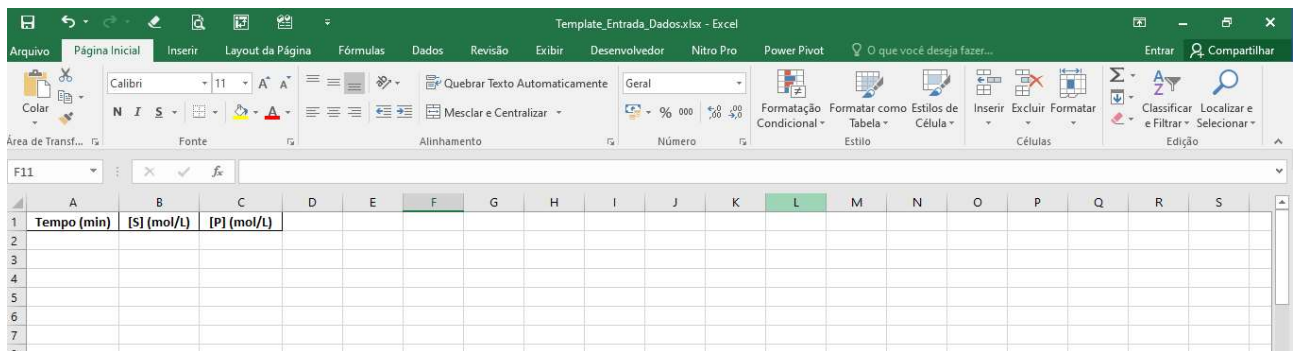 Template_Entrada_Dados.xlsx - Excel
Arquivo Página Inicial Inserir Layout da Página Fórmulas Dados Revisão Exibir Desenvolvedor Nitro Pro Power Pivot O que você deseja fazer... Entrar Compartilhar
Colar
Calibri 11 A A
Quebrar Texto Automaticamente
Geral
N I S A
Mesclar e Centralizar
% 000
Formatação Condicional
Formatar como Tabela
Estilos de Célula
Inserir Excluir Formatar
Classificar e Filtrar
Localizar e Selecionar
Área de Transf... Fonte Alinhamento Número Estilo Células Edição
F11 fx
A B C D E F G H I J K L M N O P Q R S
1 Tempo (min) [S] (mol/L) [P] (mol/L)
2
3
4
5
6
7